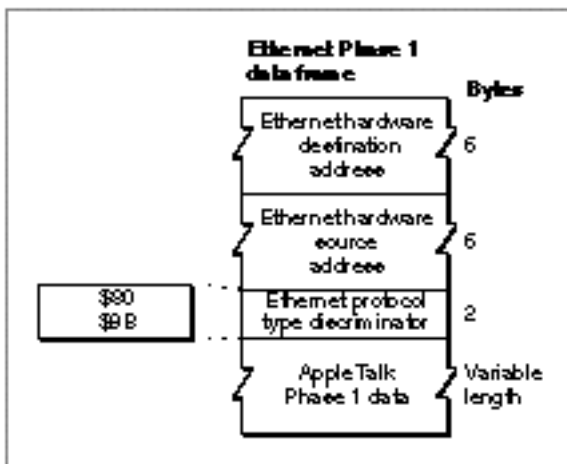 Ethernet Phase 1
data frame
Bytes
Ethernet hardware
destination
address
6
Ethernet hardware
source
address
6
$80
$9B
Ethernet protocol
type discriminator
2
AppleTalk
Phase 1 data
Variable
length